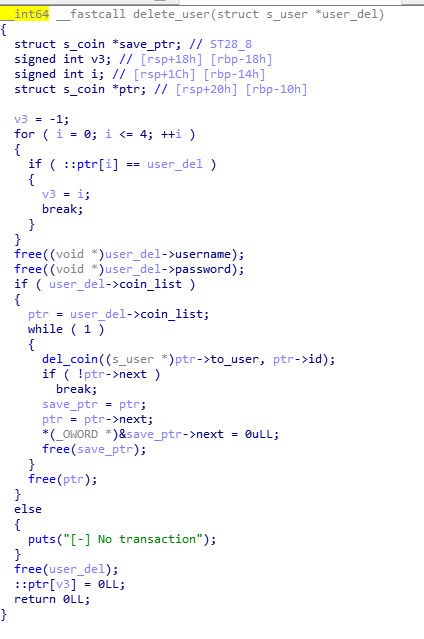 __int64 __fastcall delete_user(struct s_user *user_del)
{
  struct s_coin *save_ptr; // ST28_8
  signed int v3; // [rsp+18h] [rbp-18h]
  signed int i; // [rsp+1Ch] [rbp-14h]
  struct s_coin *ptr; // [rsp+20h] [rbp-10h]

  v3 = -1;
  for ( i = 0; i <= 4; ++i )
  {
    if ( ::ptr[i] == user_del )
    {
      v3 = i;
      break;
    }
  }
  free((void *)user_del->username);
  free((void *)user_del->password);
  if ( user_del->coin_list )
  {
    ptr = user_del->coin_list;
    while ( 1 )
    {
      del_coin((s_user *)ptr->to_user, ptr->id);
      if ( !ptr->next )
        break;
      save_ptr = ptr;
      ptr = ptr->next;
      *(_OWORD *)&save_ptr->next = 0uLL;
      free(save_ptr);
    }
    free(ptr);
  }
  else
  {
    puts("[-] No transaction");
  }
  free(user_del);
  ::ptr[v3] = 0LL;
  return 0LL;
}